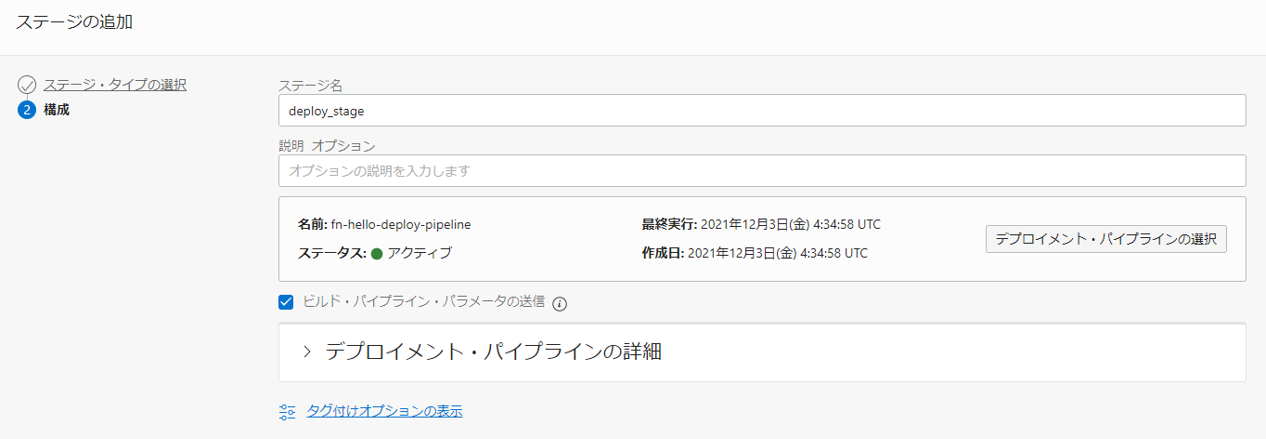 ステージの追加
ステージ・タイプの選択
2 構成
ステージ名
deploy_stage
説明 オプション
オプションの説明を入力します
名前: fn-hello-deploy-pipeline
ステータス: アクティブ
最終実行: 2021年12月3日(金) 4:34:58 UTC
作成日: 2021年12月3日(金) 4:34:58 UTC
デプロイメント・パイプラインの選択
ビルド・パイプライン・パラメータの送信
デプロイメント・パイプラインの詳細
タグ付けオプションの表示